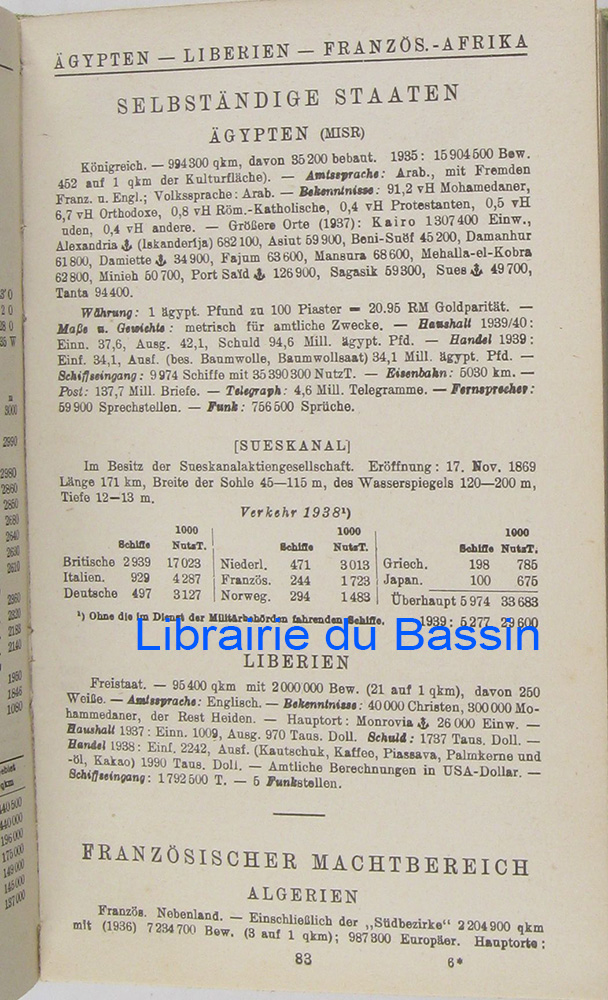 ÄGYPTEN — LIBERIEN — FRANZÖS.-AFRIKA
SELBSTÄNDIGE STAATEN
ÄGYPTEN (MISR)
Königreich. — 994300 qkm, davon 35200 bebaut. 1935: 15904500 Bew.
452 auf 1 qkm der Kulturfläche). — Amtssprache: Arab., mit Fremden
Franz. u. Engl.; Volkssprache: Arab. — Bekenntnisse: 91,2 vH Mohamedaner,
6,7 vH Orthodoxe, 0,8 vH Röm.-Katholische, 0,4 vH Protestanten, 0,5 vH
uden, 0,4 vH andere. — Größere Orte (1937): Kairo 1307400 Einw.,
Alexandria ⚓ (Iskanderija) 682100, Asiut 59900, Beni-Suëf 45200, Damanhur
61800, Damiette ⚓ 34900, Fajum 63600, Mansura 68600, Mehalla-el-Kobra
62800, Minieh 50700, Port Saïd ⚓ 126900, Sagasik 59300, Sues ⚓ 49700,
Tanta 94400.
Währung: 1 ägypt. Pfund zu 100 Piaster = 20.95 RM Goldparität. —
Maße u. Gewichte: metrisch für amtliche Zwecke. — Haushalt 1939/40:
Einn. 37,6, Ausg. 42,1, Schuld 94,6 Mill. ägypt. Pfd. — Handel 1939:
Einf. 34,1, Ausf. (bes. Baumwolle, Baumwollsaat) 34,1 Mill. ägypt. Pfd. —
Schiffseingang: 9974 Schiffe mit 35390300 NutzT. — Eisenbahn: 5030 km. —
Post: 137,7 Mill. Briefe. — Telegraph: 4,6 Mill. Telegramme. — Fernsprecher:
59900 Sprechstellen. — Funk: 756500 Sprüche.
[SUESKANAL]
Im Besitz der Sueskanalaktiengesellschaft. Eröffnung: 17. Nov. 1869
Länge 171 km, Breite der Sohle 45—115 m, des Wasserspiegels 120—200 m,
Tiefe 12—13 m.
Verkehr 1938¹)
1000 1000 1000
Schiffe NutzT. Schiffe NutzT. Schiffe NutzT.
Britische 2939 17023 Niederl. 471 3013 Griech. 198 785
Italien. 929 4287 Französ. 244 1723 Japan. 100 675
Deutsche 497 3127 Norweg. 294 1483 Überhaupt 5974 33683
¹) Ohne die im Dienst der Militärbehörden fahrenden Schiffe. 1939: 5277 29600
Librairie du Bassin
LIBERIEN
Freistaat. — 95400 qkm mit 2000000 Bew. (21 auf 1 qkm), davon 250
Weiße. — Amtssprache: Englisch. — Bekenntnisse: 40000 Christen, 300000 Mo-
hammedaner, der Rest Heiden. — Hauptort: Monrovia ⚓ 26000 Einw. —
Haushalt 1937: Einn. 1009, Ausg. 970 Taus. Doll. Schuld: 1737 Taus. Doll. —
Handel 1938: Einf. 2242, Ausf. (Kautschuk, Kaffee, Piassava, Palmkerne und
-öl, Kakao) 1990 Taus. Doll. — Amtliche Berechnungen in USA-Dollar. —
Schiffseingang: 1792500 T. — 5 Funkstellen.
FRANZÖSISCHER MACHTBEREICH
ALGERIEN
Französ. Nebenland. — Einschließlich der „Südbezirke“ 2204900 qkm
mit (1936) 7234700 Bew. (3 auf 1 qkm); 987300 Europäer. Hauptorte:
83 6*